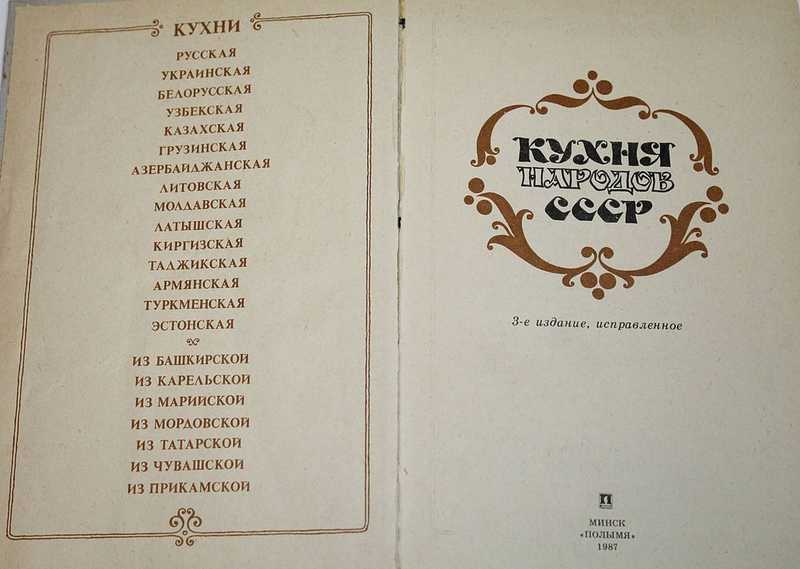 КУХНИ
РУССКАЯ
УКРАИНСКАЯ
БЕЛОРУССКАЯ
УЗБЕКСКАЯ
КАЗАХСКАЯ
ГРУЗИНСКАЯ
АЗЕРБАЙДЖАНСКАЯ
ЛИТОВСКАЯ
МОЛДАВСКАЯ
ЛАТЫШСКАЯ
КИРГИЗСКАЯ
ТАДЖИКСКАЯ
АРМЯНСКАЯ
ТУРКМЕНСКАЯ
ЭСТОНСКАЯ
ИЗ БАШКИРСКОЙ
ИЗ КАРЕЛЬСКОЙ
ИЗ МАРИЙСКОЙ
ИЗ МОРДОВСКОЙ
ИЗ ТАТАРСКОЙ
ИЗ ЧУВАШСКОЙ
ИЗ ПРИКАМСКОЙ
КУХНЯ
НАРОДОВ
СССР
3-е издание, исправленное
П
МИНСК
«ПОЛЫМЯ»
1987